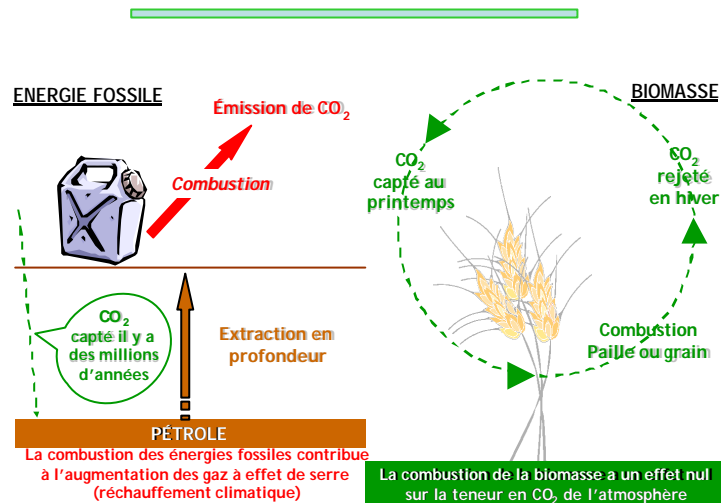 ENERGIE FOSSILE
Émission de CO₂
Combustion
CO₂
capté il y a
des millions
d'années
Extraction en
profondeur
PÉTROLE
La combustion des énergies fossiles contribue
à l'augmentation des gaz à effet de serre
(réchauffement climatique)
BIOMASSE
CO₂
capté au
printemps
CO₂
rejeté
en hiver
Combustion
Paille ou grain
La combustion de la biomasse a un effet nul
sur la teneur en CO₂ de l'atmosphère